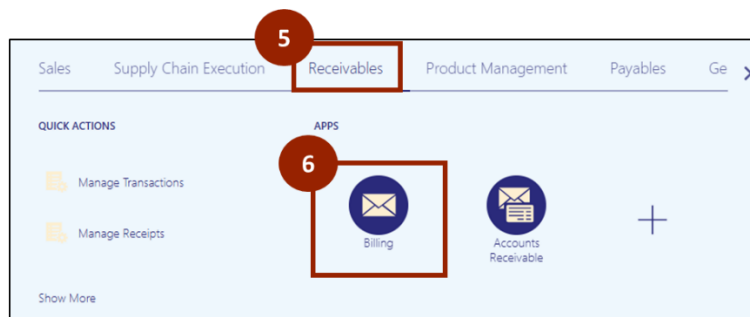 5
Sales Supply Chain Execution Receivables Product Management Payables Ge
QUICK ACTIONS APPS
6
Manage Transactions
Manage Receipts
Billing
Accounts
Receivable
Show More